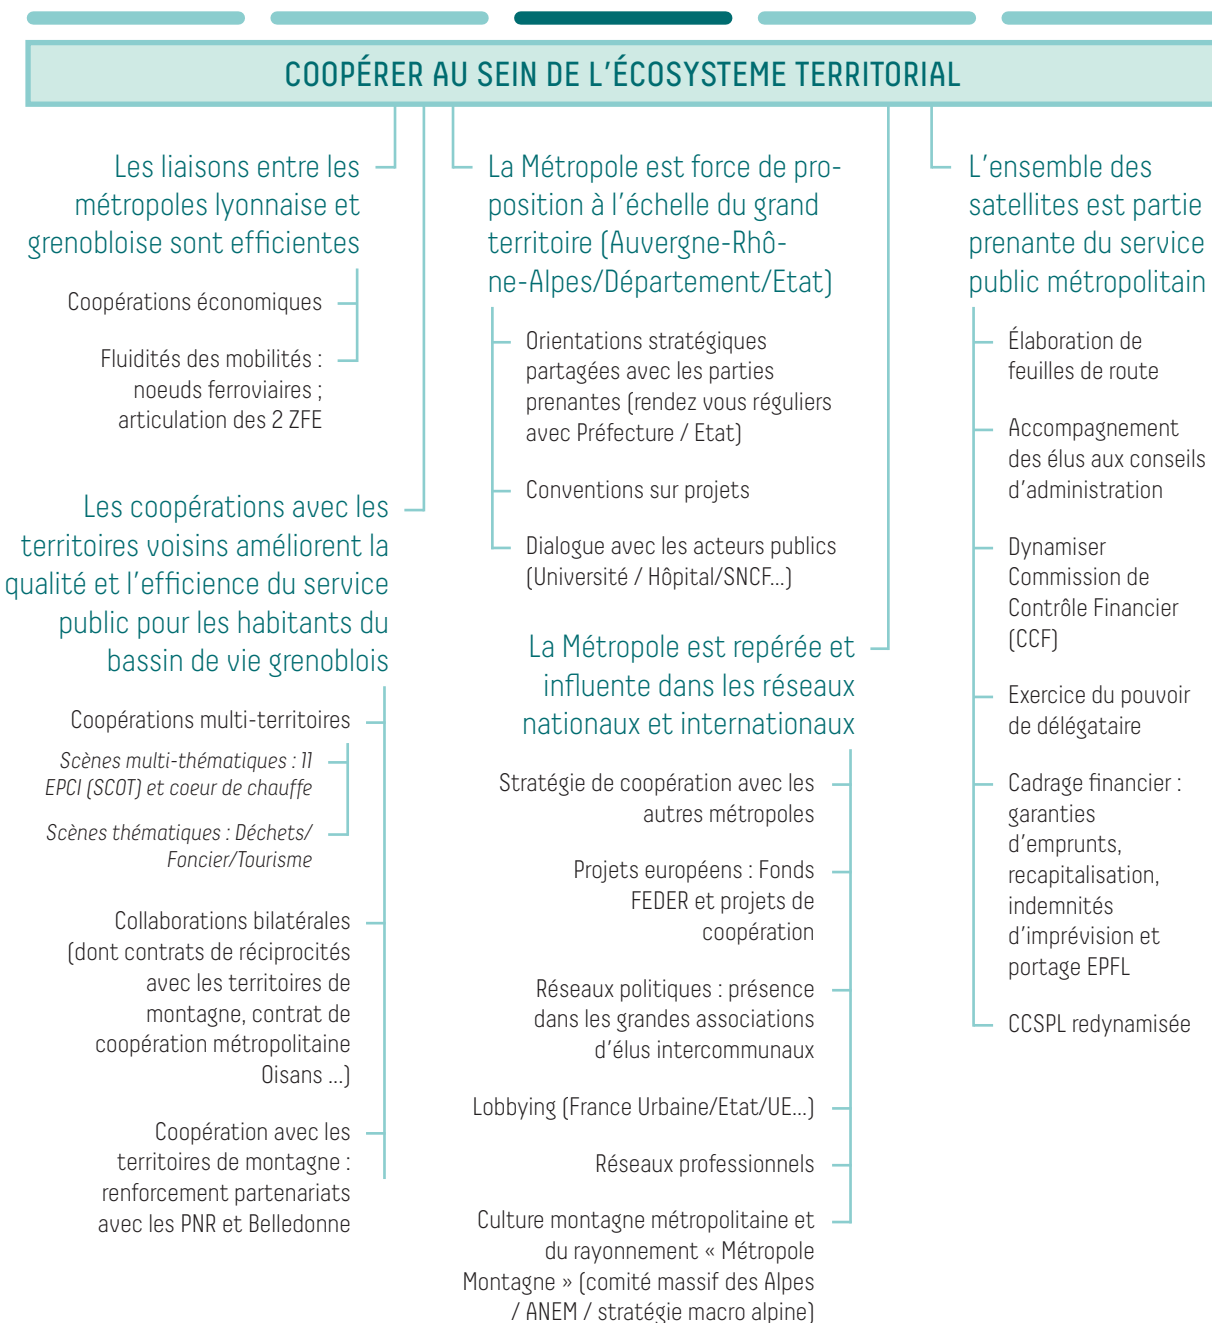 COOPÉRER AU SEIN DE L'ÉCOSYSTEME TERRITORIAL
Les liaisons entre les
métropoles lyonnaise et
grenobloise sont efficientes
Coopérations économiques
Fluidités des mobilités :
noeuds ferroviaires ;
articulation des 2 ZFE
Les coopérations avec les
territoires voisins améliorent la
qualité et l'efficience du service
public pour les habitants du
bassin de vie grenoblois
Coopérations multi-territoires
Scènes multi-thématiques : 11
EPCI (SCOT) et coeur de chauffe
Scènes thématiques : Déchets/
Foncier/Tourisme
Collaborations bilatérales
(dont contrats de réciprocités
avec les territoires de
montagne, contrat de
coopération métropolitaine
Oisans ...)
Coopération avec les
territoires de montagne :
renforcement partenariats
avec les PNR et Belledonne
La Métropole est force de pro-
position à l'échelle du grand
territoire (Auvergne-Rhô-
ne-Alpes/Département/Etat)
Orientations stratégiques
partagées avec les parties
prenantes (rendez vous réguliers
avec Préfecture / Etat)
Conventions sur projets
Dialogue avec les acteurs publics
(Université / Hôpital/SNCF...)
La Métropole est repérée et
influente dans les réseaux
nationaux et internationaux
Stratégie de coopération avec les
autres métropoles
Projets européens : Fonds
FEDER et projets de
coopération
Réseaux politiques : présence
dans les grandes associations
d'élus intercommunaux
Lobbying (France Urbaine/Etat/UE...)
Réseaux professionnels
Culture montagne métropolitaine et
du rayonnement « Métropole
Montagne » (comité massif des Alpes
/ ANEM / stratégie macro alpine)
L'ensemble des
satellites est partie
prenante du service
public métropolitain
Élaboration de
feuilles de route
Accompagnement
des élus aux conseils
d'administration
Dynamiser
Commission de
Contrôle Financier
(CCF)
Exercice du pouvoir
de délégataire
Cadrage financier :
garanties
d'emprunts,
recapitalisation,
indemnités
d'imprévision et
portage EPFL
CCSPL redynamisée